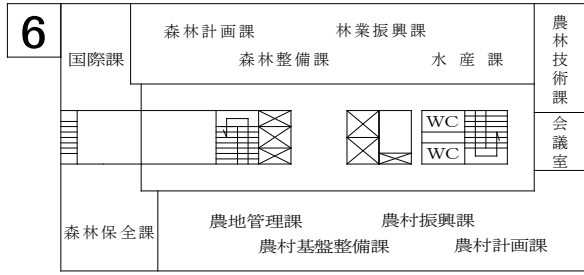 6
国際課
森林計画課
林業振興課
森林整備課
水産課
農林技術課
会議室
WC
WC
森林保全課
農地管理課
農村振興課
農村基盤整備課
農村計画課